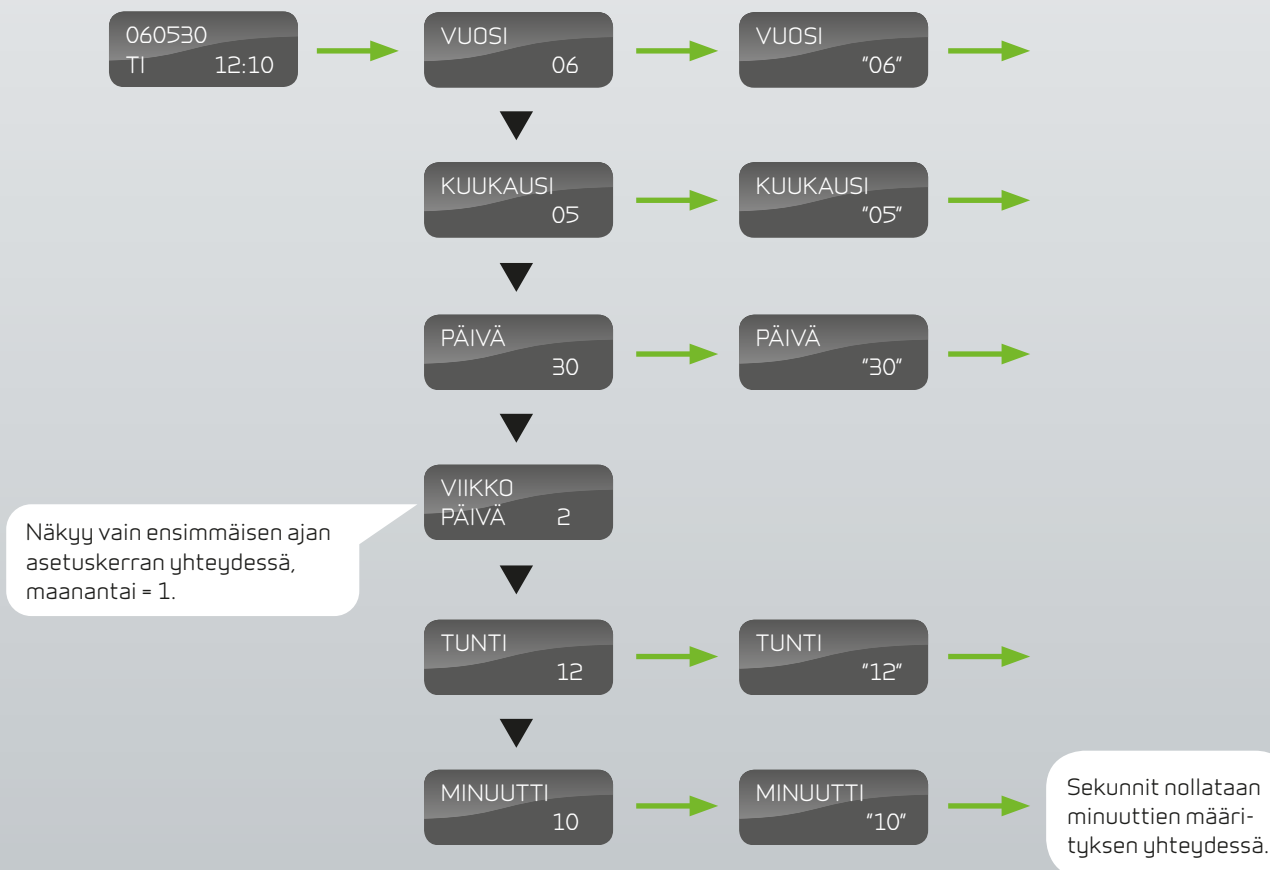 060530
TI 12:10
VUOSI
06
VUOSI
"06"
KUUKAUSI
05
KUUKAUSI
"05"
PÄIVÄ
30
PÄIVÄ
"30"
VIIKKO
PÄIVÄ 2
Näkyy vain ensimmäisen ajan
asetuskerran yhteydessä,
maanantai = 1.
TUNTI
12
TUNTI
"12"
MINUUTTI
10
MINUUTTI
"10"
Sekunnit nollataan
minuuttien määri-
tyksen yhteydessä.